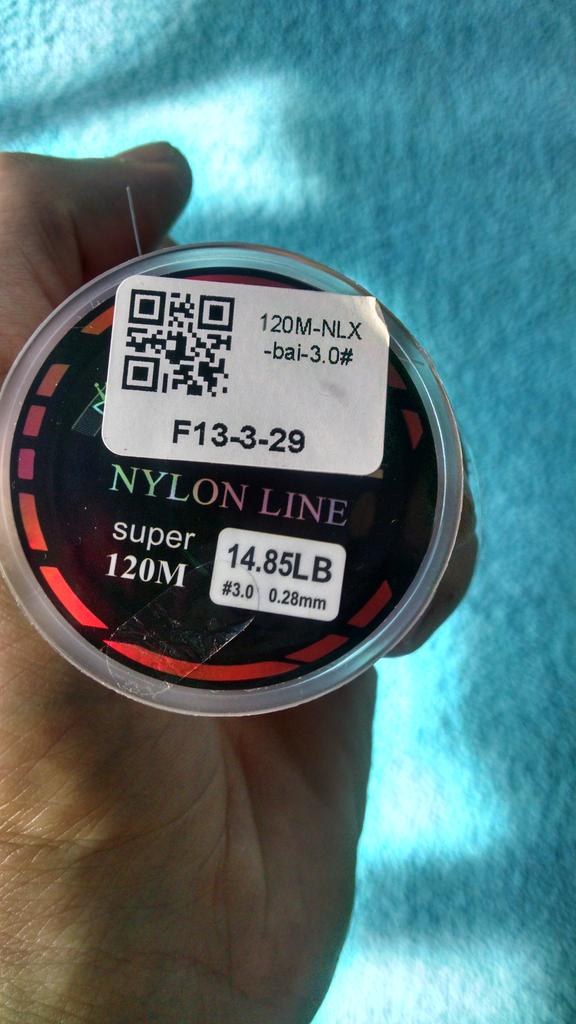 120M-NLX
-bai-3.0#
F13-3-29
NYLON LINE
super
120M
14.85LB
#3.0 0.28mm